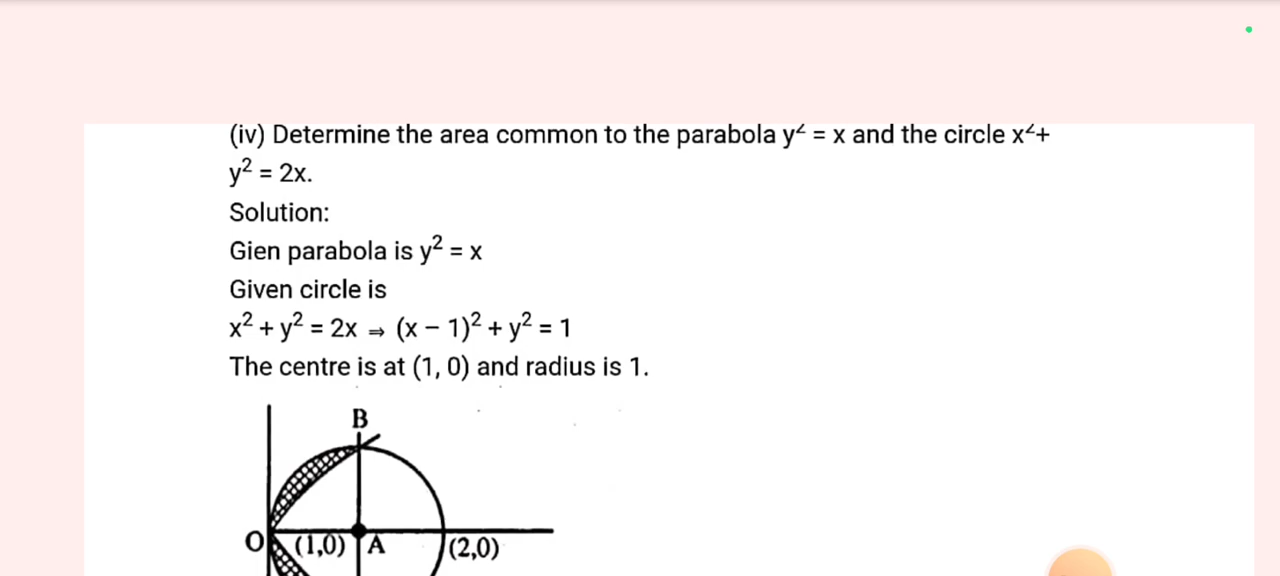 (iv) Determine the area common to the parabola y² = x and the circle x²+
y² = 2x.
Solution:
Gien parabola is y² = x
Given circle is
x² + y² = 2x ⇒ (x − 1)² + y² = 1
The centre is at (1, 0) and radius is 1.
B
O (1,0) A (2,0)